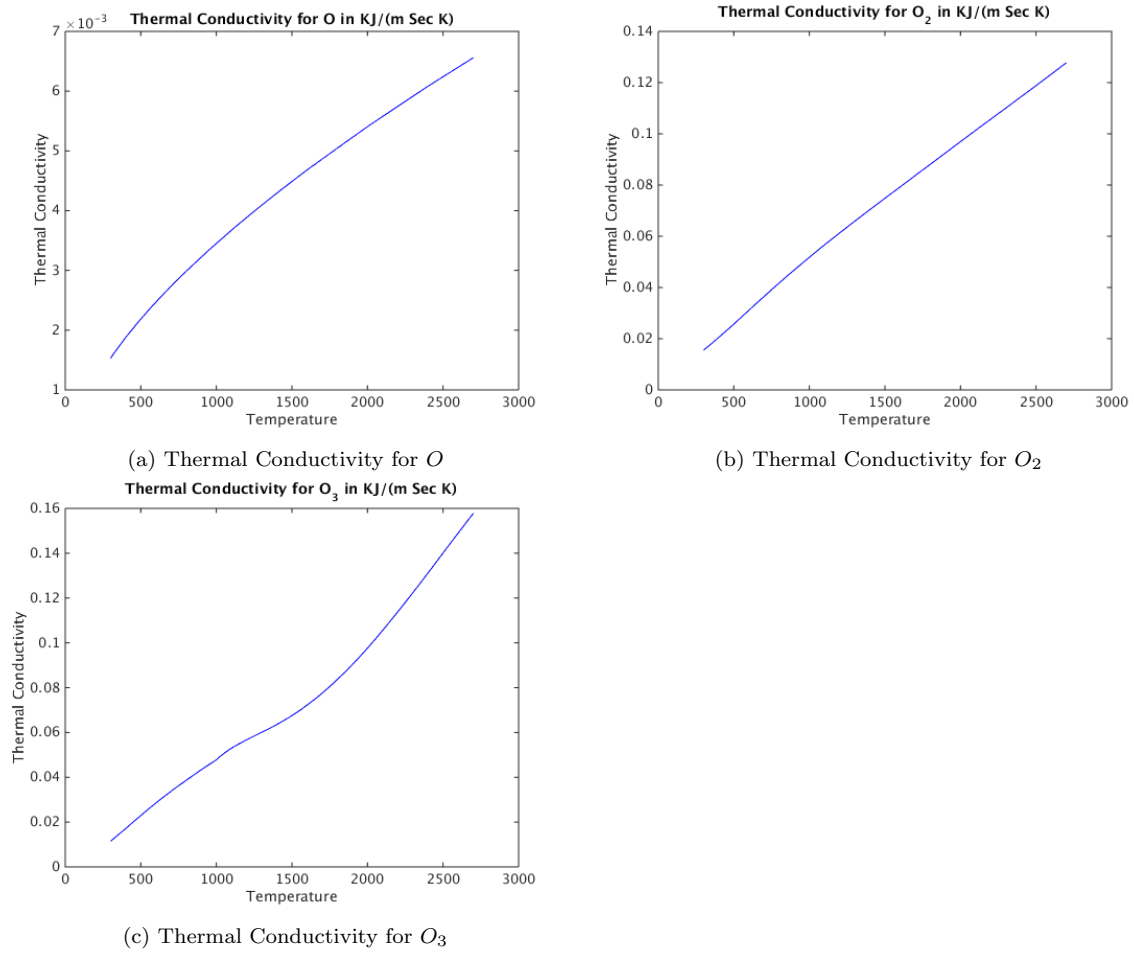 Thermal Conductivity for O in KJ/(m Sec K)
×10⁻³
7
6
5
4
3
2
1
Thermal Conductivity
0 500 1000 1500 2000 2500 3000
Temperature
(a) Thermal Conductivity for O
Thermal Conductivity for O₂ in KJ/(m Sec K)
0.14
0.12
0.1
0.08
0.06
0.04
0.02
0
Thermal Conductivity
0 500 1000 1500 2000 2500 3000
Temperature
(b) Thermal Conductivity for O₂
Thermal Conductivity for O₃ in KJ/(m Sec K)
0.16
0.14
0.12
0.1
0.08
0.06
0.04
0.02
0
Thermal Conductivity
0 500 1000 1500 2000 2500 3000
Temperature
(c) Thermal Conductivity for O₃